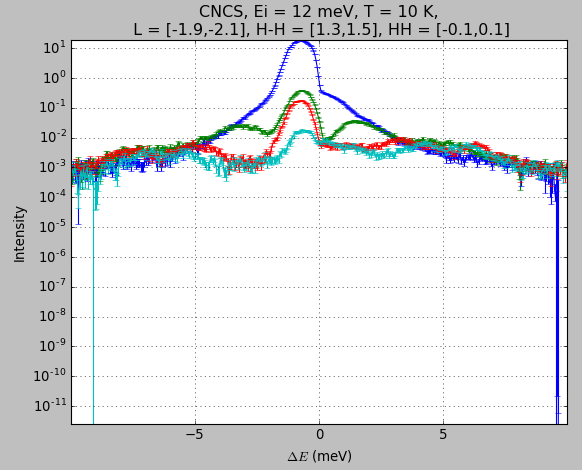 CNCS, Ei = 12 meV, T = 10 K,
L = [-1.9,-2.1], H-H = [1.3,1.5], HH = [-0.1,0.1]
10¹
10⁰
10⁻¹
10⁻²
10⁻³
10⁻⁴
10⁻⁵
10⁻⁶
10⁻⁷
10⁻⁸
10⁻⁹
10⁻¹⁰
10⁻¹¹
Intensity
−5 0 5
ΔE (meV)